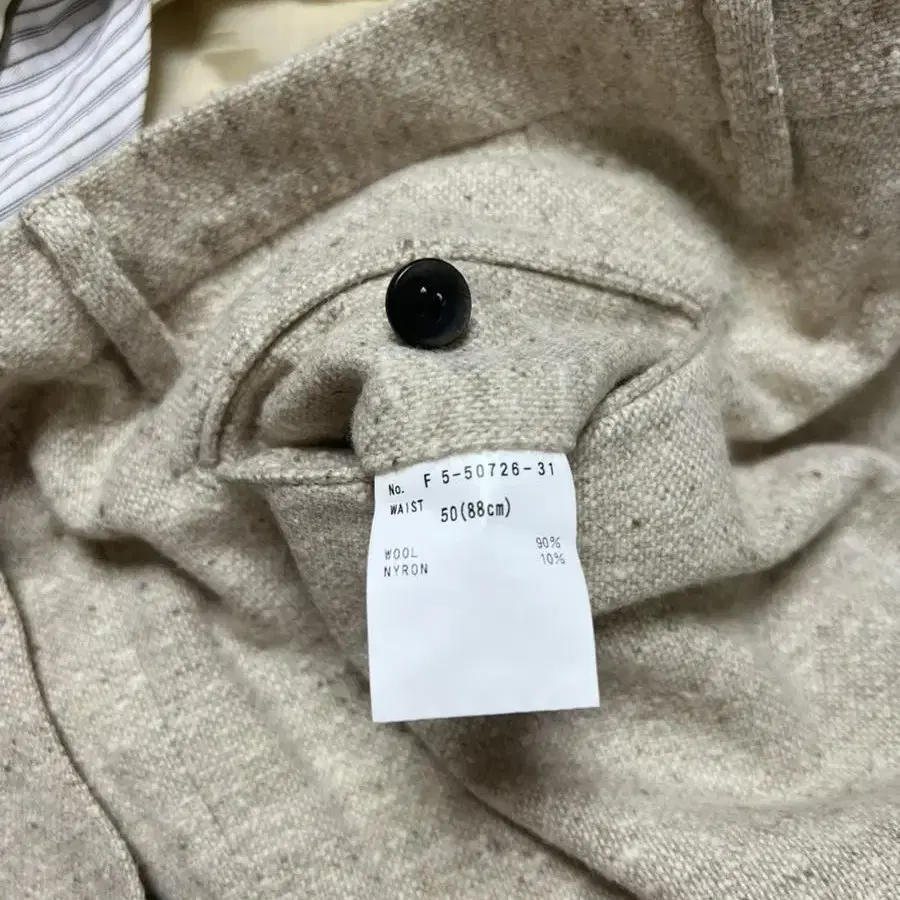 No. F 5-50726-31
WAIST 50(88cm)
WOOL 90%
NYRON 10%